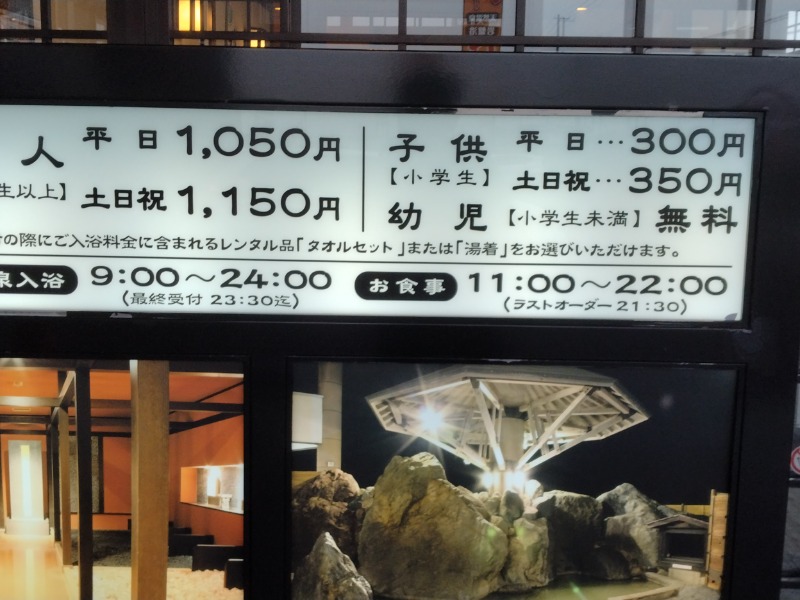 人 平日 1,050円
生以上】 土日祝 1,150円
子供 平日…300円
【小学生】 土日祝…350円
幼児【小学生未満】無料
の際にご入浴料金に含まれるレンタル品「タオルセット」または「湯着」をお選びいただけます。
泉入浴 9:00～24:00
(最終受付 23:30迄)
お食事 11:00～22:00
(ラストオーダー21:30)